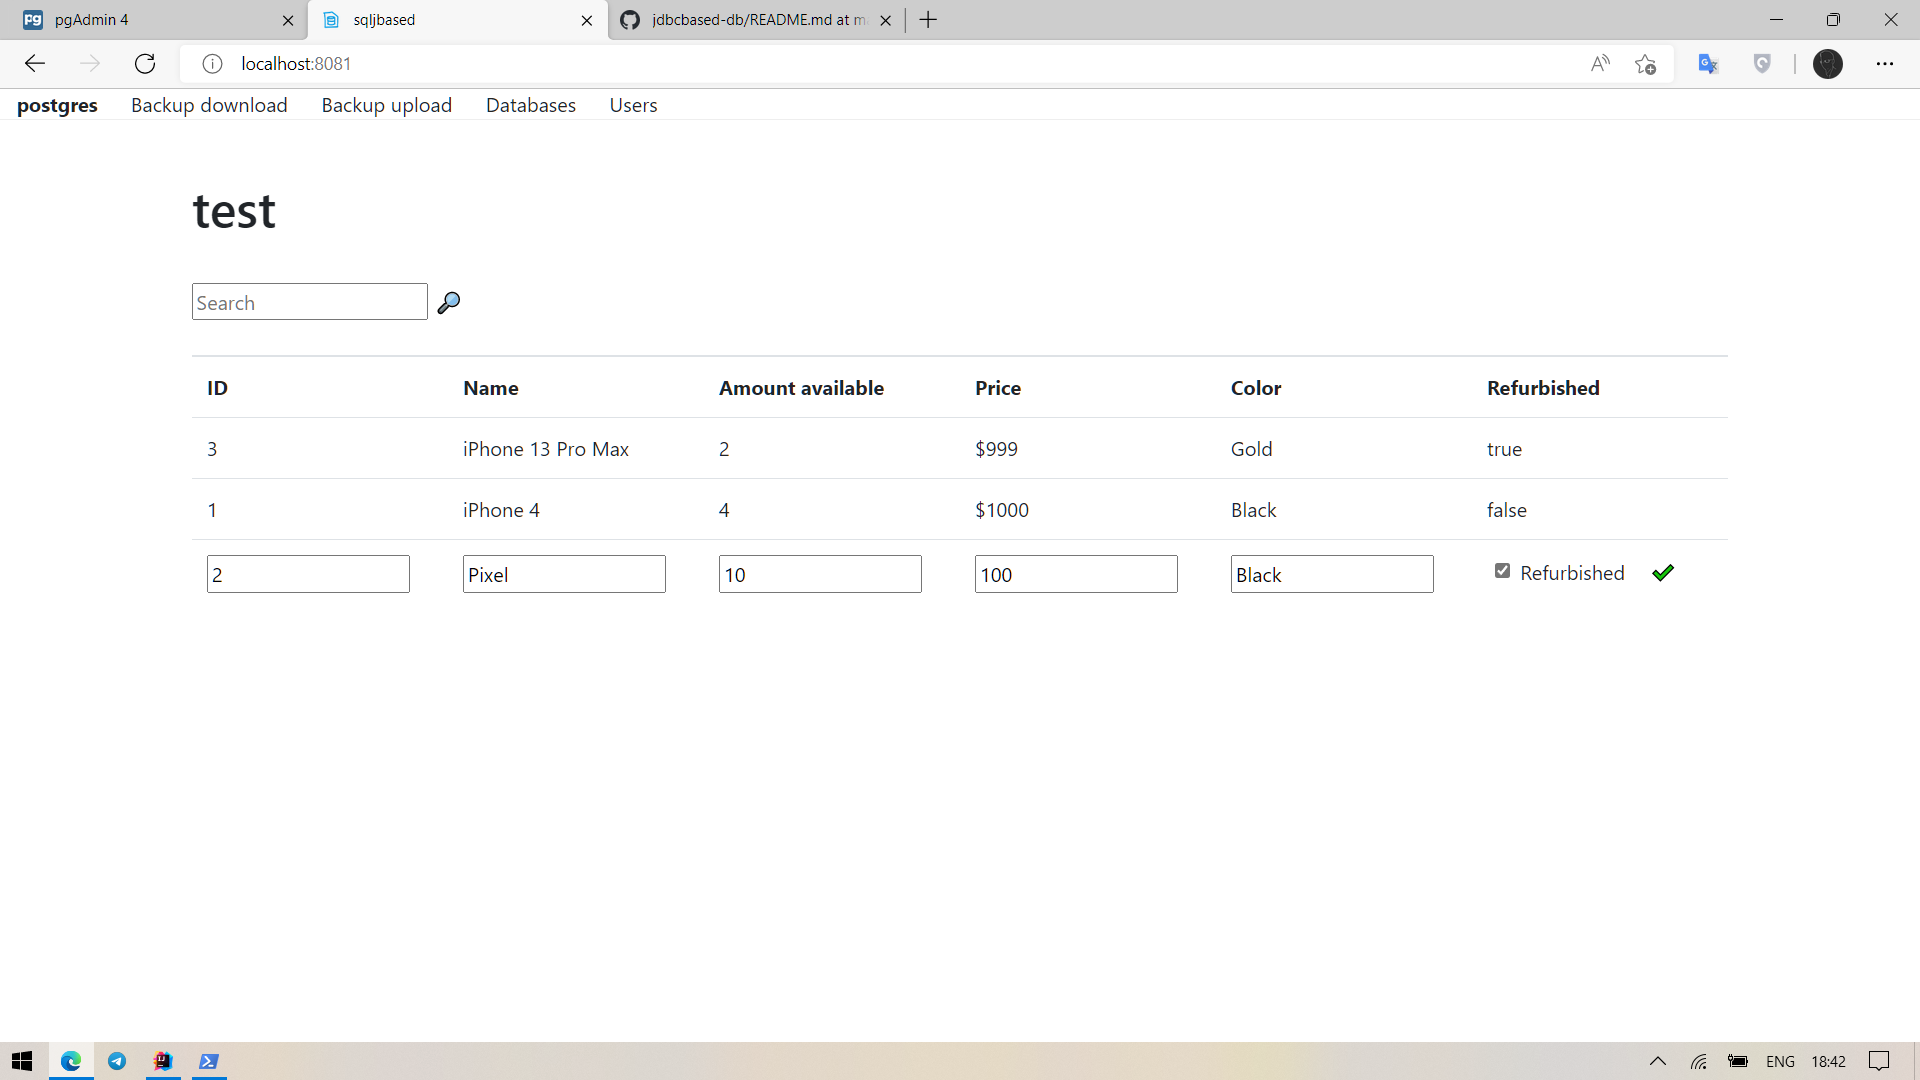 pgAdmin 4
sqljbased
jdbcbased-db/README.md at m
localhost:8081
postgres Backup download Backup upload Databases Users
test
Search
ID Name Amount available Price Color Refurbished
3 iPhone 13 Pro Max 2 $999 Gold true
1 iPhone 4 4 $1000 Black false
2 Pixel 10 100 Black Refurbished
ENG 18:42